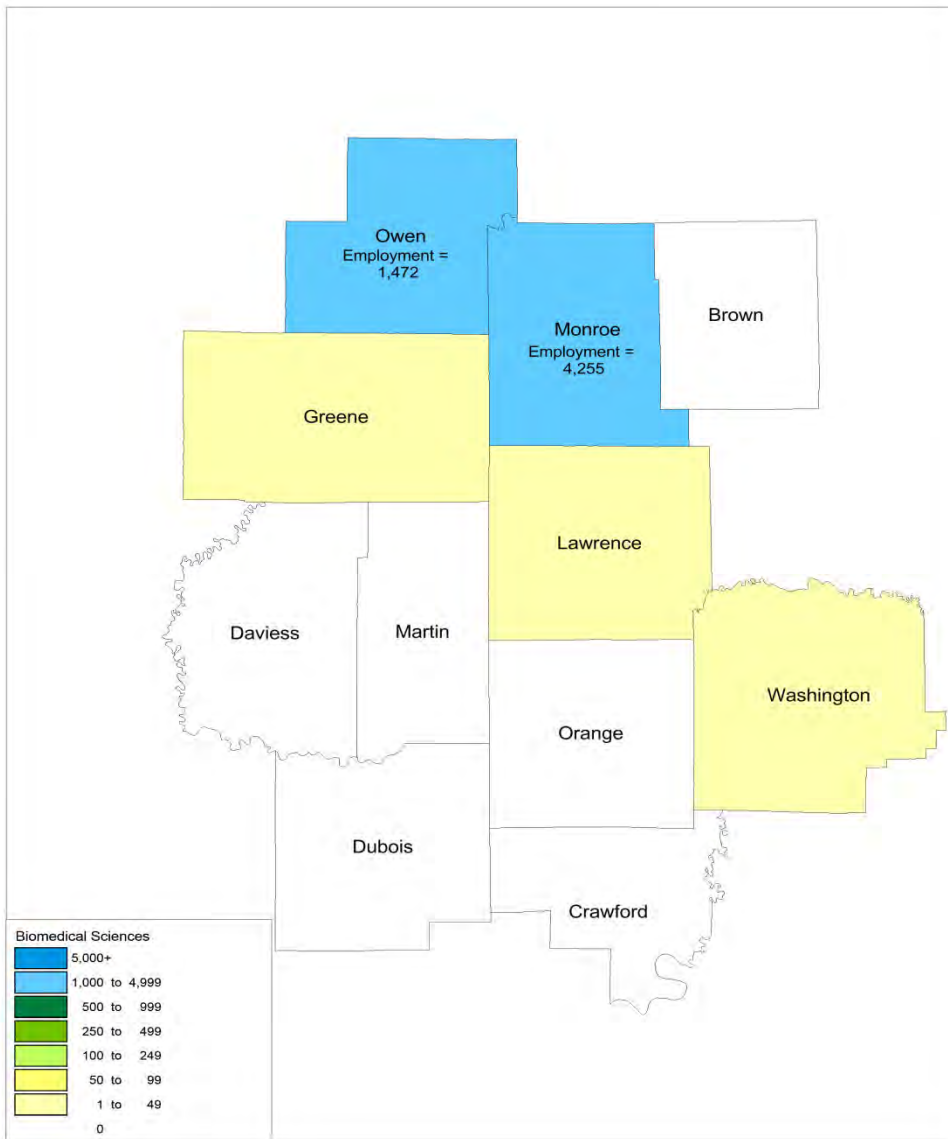 Owen
Employment =
1,472
Monroe
Employment =
4,255
Brown
Greene
Lawrence
Daviess
Martin
Washington
Orange
Dubois
Crawford
Biomedical Sciences
5,000+
1,000 to 4,999
500 to 999
250 to 499
100 to 249
50 to 99
1 to 49
0